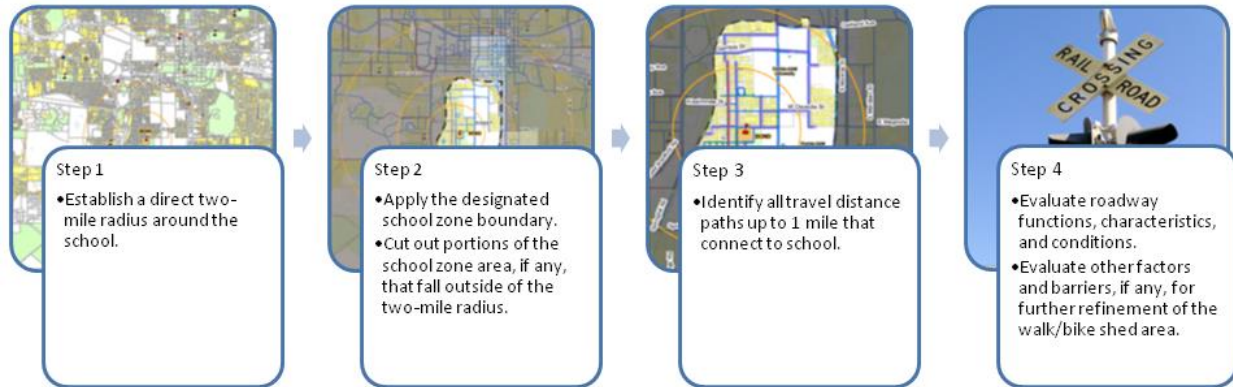 Step 1
•Establish a direct two-
mile radius around the
school.
Step 2
•Apply the designated
school zone boundary.
•Cut out portions of the
school zone area, if any,
that fall outside of the
two-mile radius.
Step 3
•Identify all travel distance
paths up to 1 mile that
connect to school.
RAIL ROAD
CROSSING
Step 4
•Evaluate roadway
functions, characteristics,
and conditions.
•Evaluate other factors
and barriers, if any, for
further refinement of the
walk/bike shed area.